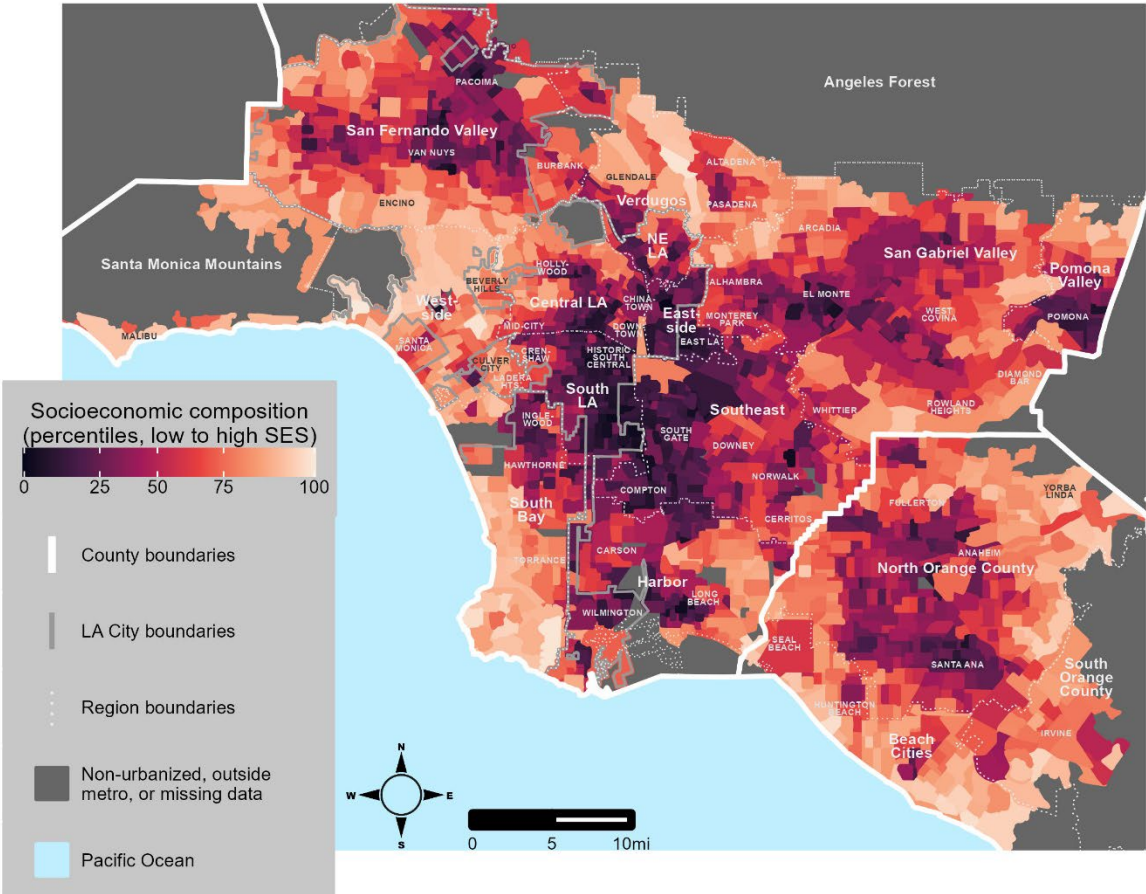 Angeles Forest
PACOIMA
San Fernando Valley
VAN NUYS
BURBANK
GLENDALE
ALTADENA
Verdugos
PASADENA
ENCINO
NE
LA
ARCADIA
San Gabriel Valley
Santa Monica Mountains
HOLLY-
WOOD
BEVERLY
HILLS
ALHAMBRA
Pomona
Valley
West-
side
Central LA
CHINA-
TOWN
EL MONTE
East-
side
MONTEREY
PARK
WEST
COVINA
POMONA
MALIBU
SANTA
MONICA
MID-CITY
DOWN-
TOWN
EAST LA
CULVER
CITY
CREN-
SHAW
HISTORIC
SOUTH
CENTRAL
LADERA
HTS
DIAMOND
BAR
South
LA
Southeast
WHITTIER
ROWLAND
HEIGHTS
INGLE-
WOOD
SOUTH
GATE
DOWNEY
HAWTHORNE
COMPTON
NORWALK
YORBA
LINDA
South
Bay
FULLERTON
CERRITOS
TORRANCE
CARSON
ANAHEIM
North Orange County
Harbor
WILMINGTON
LONG
BEACH
SEAL
BEACH
SANTA ANA
South
Orange
County
HUNTINGTON
BEACH
Beach
Cities
IRVINE
Socioeconomic composition
(percentiles, low to high SES)
0 25 50 75 100
County boundaries
LA City boundaries
Region boundaries
Non-urbanized, outside
metro, or missing data
Pacific Ocean
N
W E
S
0 5 10mi